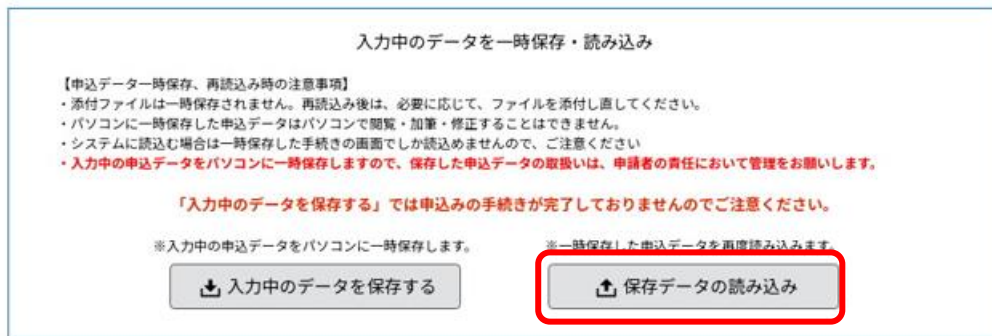 入力中のデータを一時保存・読み込み
【申込データ一時保存、再読込み時の注意事項】
・添付ファイルは一時保存されません。再読込み後は、必要に応じて、ファイルを添付し直してください。
・パソコンに一時保存した申込データはパソコンで閲覧・加筆・修正することはできません。
・システムに読込む場合は一時保存した手続きの画面でしか読込めませんので、ご注意ください
・入力中の申込データをパソコンに一時保存しますので、保存した申込データの取扱いは、申請者の責任において管理をお願いします。
「入力中のデータを保存する」では申込みの手続きが完了しておりませんのでご注意ください。
※入力中の申込データをパソコンに一時保存します。
※一時保存した申込データを再度読み込みます。
入力中のデータを保存する
保存データの読み込み